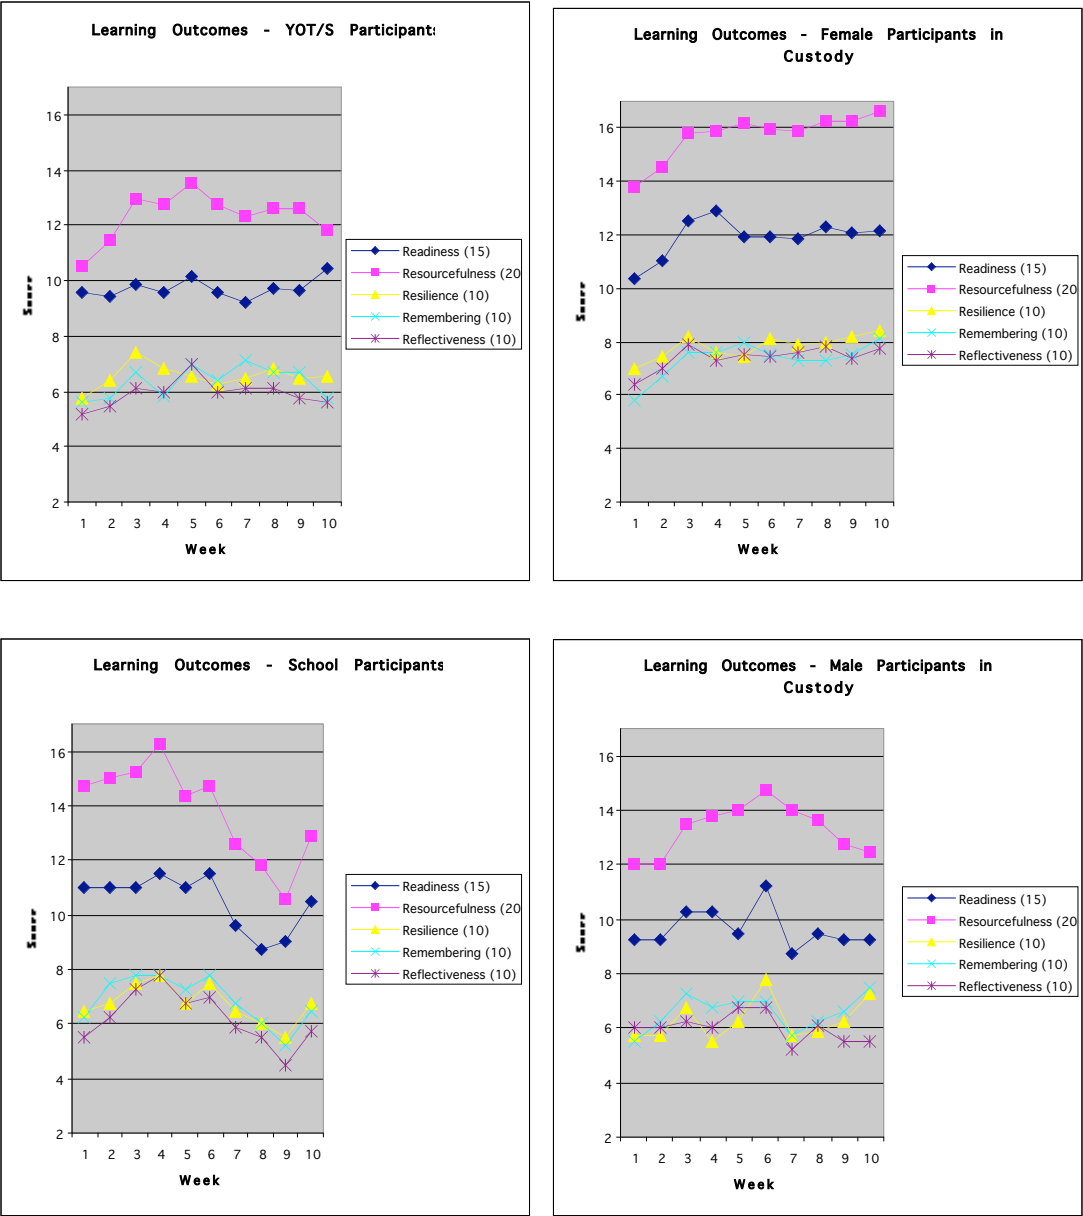 Learning Outcomes - YOT/S Participants
16
14
12
10
8
6
4
2
1 2 3 4 5 6 7 8 9 10
Week
Readiness (15)
Resourcefulness (20
Resilience (10)
Remembering (10)
Reflectiveness (10)
Learning Outcomes - Female Participants in
Custody
16
14
12
10
8
6
4
2
1 2 3 4 5 6 7 8 9 10
Week
Readiness (15)
Resourcefulness (20
Resilience (10)
Remembering (10)
Reflectiveness (10)
Learning Outcomes - School Participants
16
14
12
10
8
6
4
2
1 2 3 4 5 6 7 8 9 10
Week
Readiness (15)
Resourcefulness (20
Resilience (10)
Remembering (10)
Reflectiveness (10)
Learning Outcomes - Male Participants in
Custody
16
14
12
10
8
6
4
2
1 2 3 4 5 6 7 8 9 10
Week
Readiness (15)
Resourcefulness (20
Resilience (10)
Remembering (10)
Reflectiveness (10)